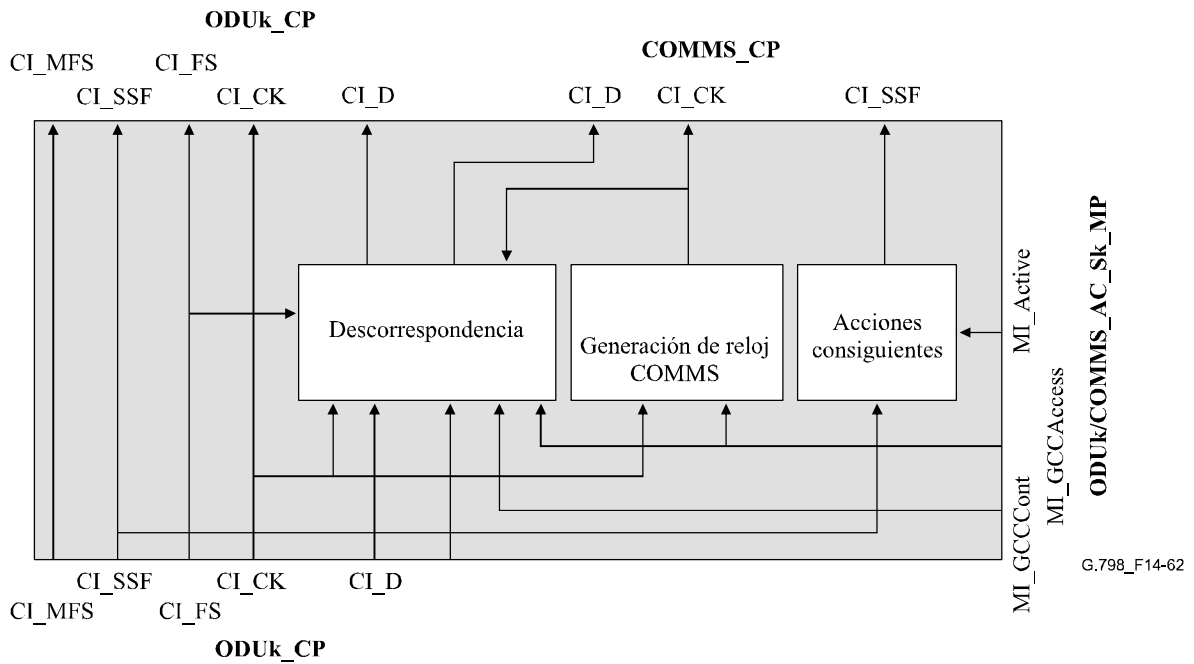 ODUk_CP
CI_MFS
CI_FS
COMMS_CP
CI_SSF
CI_CK
CI_D
CI_D
CI_CK
CI_SSF
Descorrespondencia
Generación de reloj
COMMS
Acciones
consiguientes
MI_Active
MI_GCCAccess
MI_GCCCont
ODUk/COMMS_AC_Sk_MP
CI_SSF
CI_CK
CI_D
CI_MFS
CI_FS
ODUk_CP
G.798_F14-62